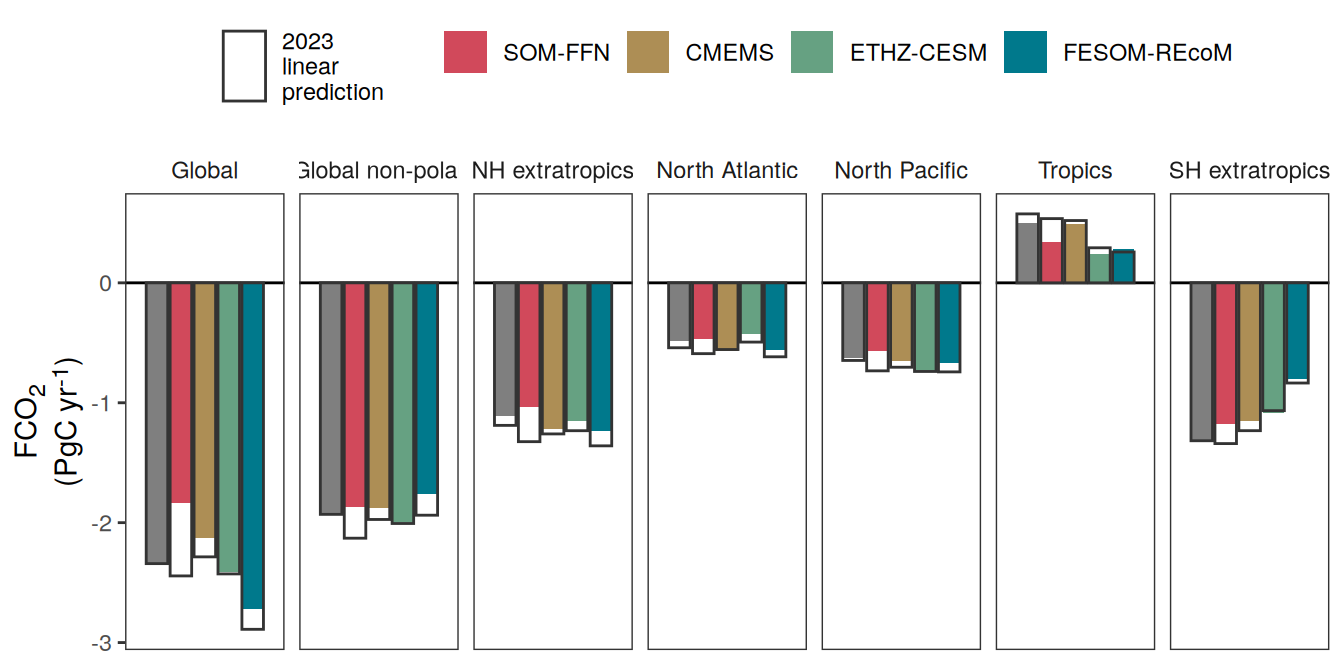 2023
linear
prediction
SOM-FFN
CMEMS
ETHZ-CESM
FESOM-REcoM
Global
Global non-pola
NH extratropics
North Atlantic
North Pacific
Tropics
SH extratropics
0
-1
-2
-3
FCO₂
(PgC yr⁻¹)